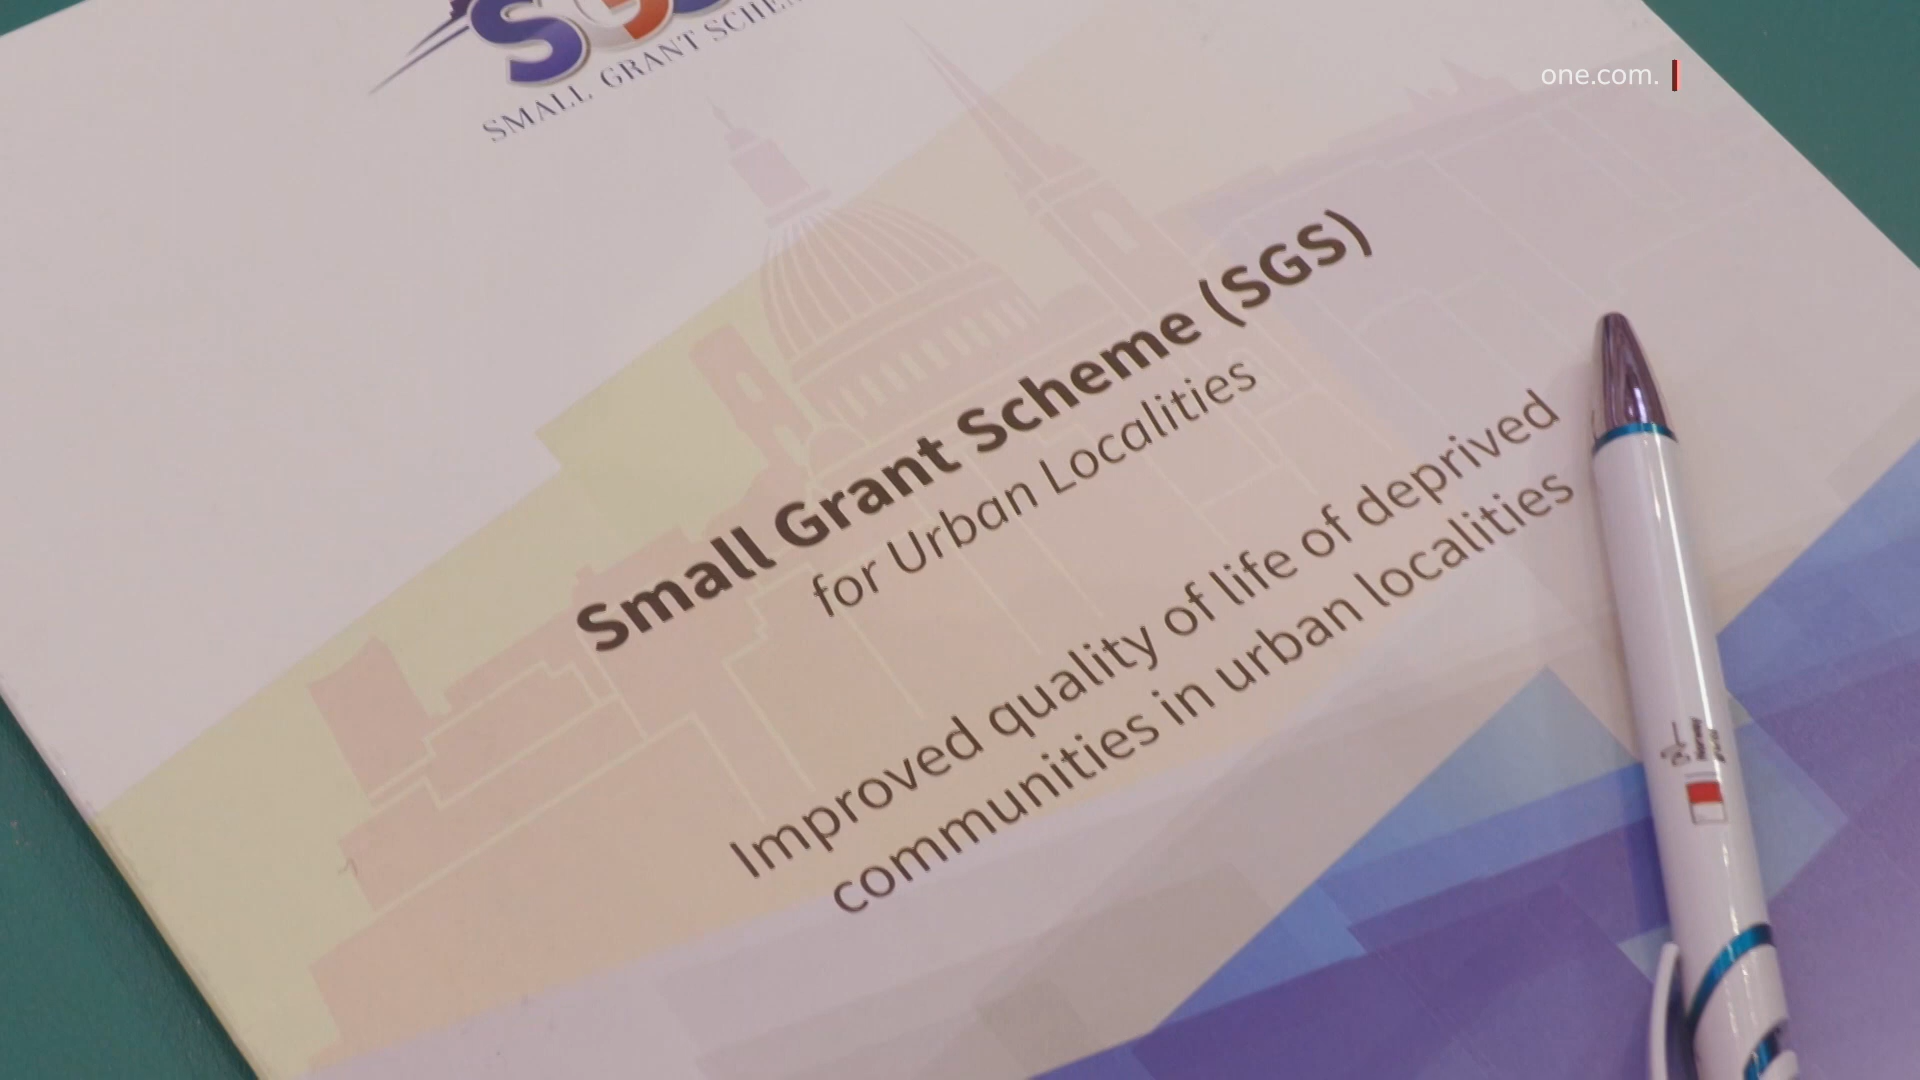 one.com.
SMALL GRANT
Small Grant Scheme (SGS)
for Urban Localities
Improved quality of life of deprived
communities in urban localities
Norway